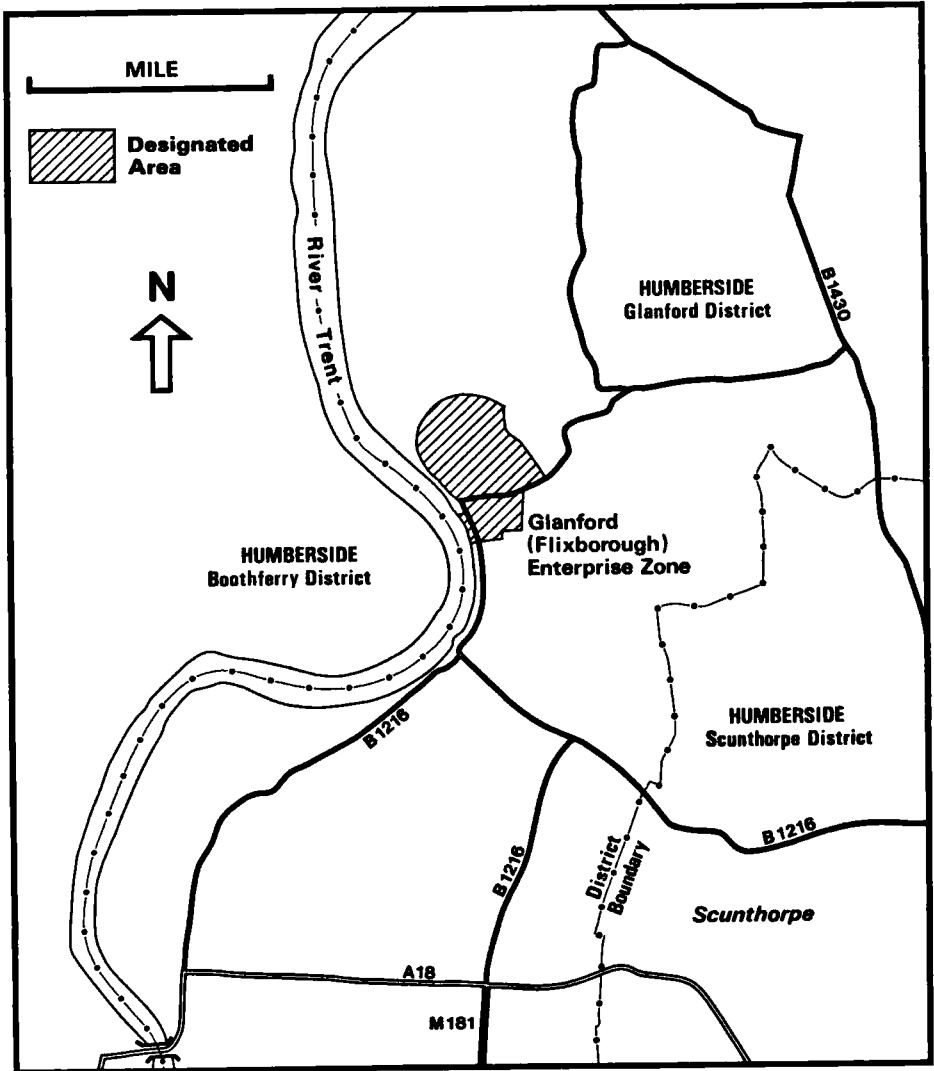 MILE
Designated
Area
N
River Trent
HUMBERSIDE
Glanford District
B1430
Glanford
(Flixborough)
Enterprise Zone
HUMBERSIDE
Boothferry District
B1216
HUMBERSIDE
Scunthorpe District
B1216
B1216
District
Boundary
Scunthorpe
A18
M181